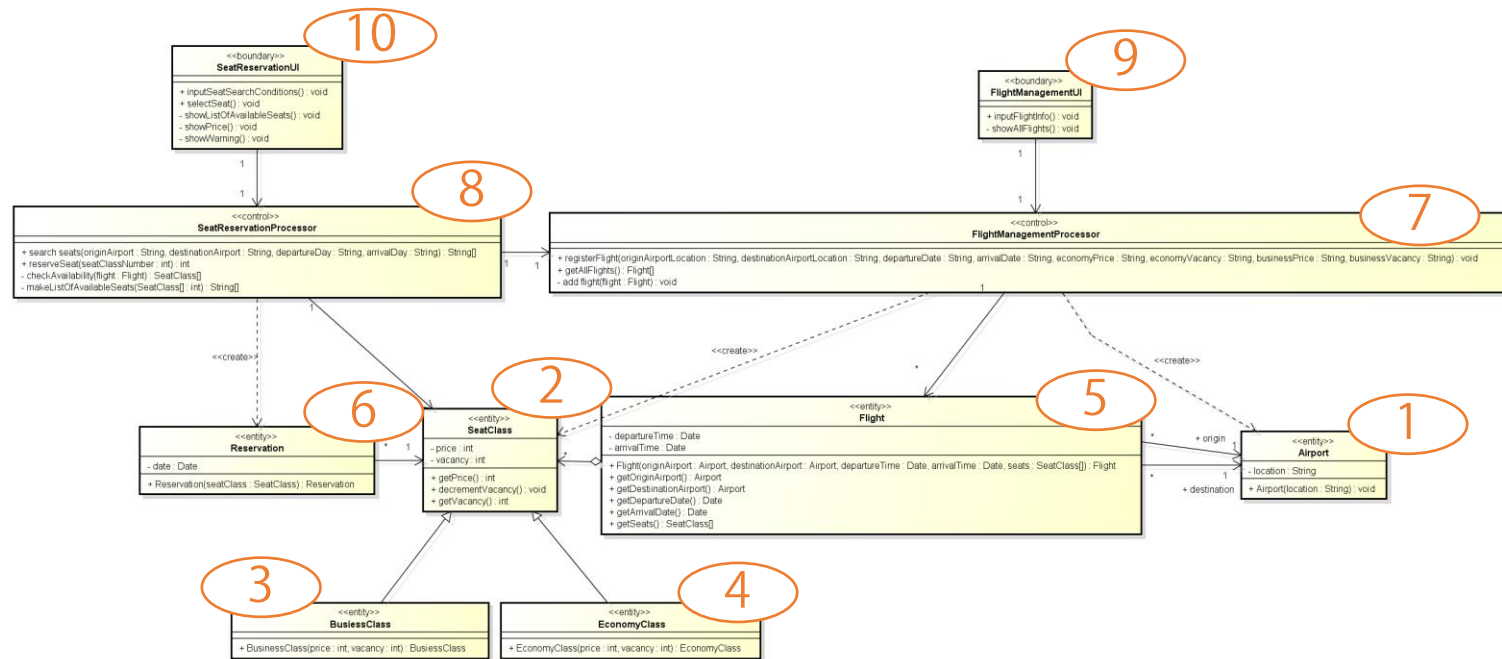 10
<<boundary>>
SeatReservationUI
+ inputSeatSearchConditions() : void
+ selectSeat() : void
- showListOfAvailableSeats() : void
- showPrice() : void
- showWarning() : void
9
<<boundary>>
FlightManagementUI
+ inputFlightInfo() : void
- showAllFlights() : void
1
1
1
1
8
<<control>>
SeatReservationProcessor
+ search seats(originAirport : String, destinationAirport : String, departureDay : String, arrivalDay : String) : String[]
+ reserveSeat(seatClassNumber : int) : int
- checkAvailability(flight : Flight) : SeatClass[]
- makeListOfAvailableSeats(SeatClass[] : int) : String[]
1
1
7
<<control>>
FlightManagementProcessor
+ registerFlight(originAirportLocation : String, destinationAirportLocation : String, departureDate : String, arrivalDate : String, economyPrice : String, economyVacancy : String, businessPrice : String, businessVacancy : String) : void
+ getAllFlights() : Flight[]
- add flight(flight : Flight) : void
1
1
<<create>>
<<create>>
<<create>>
*
6
<<entity>>
Reservation
- date : Date
+ Reservation(seatClass : SeatClass) : Reservation
*
1
2
<<entity>>
SeatClass
- price : int
- vacancy : int
+ getPrice() : int
+ decrementVacancy() : void
+ getVacancy() : int
*
5
<<entity>>
Flight
- departureTime : Date
- arrivalTime : Date
+ Flight(originAirport : Airport, destinationAirport : Airport, departureTime : Date, arrivalTime : Date, seats : SeatClass[]) : Flight
+ getOriginAirport() : Airport
+ getDestiinationAirport() : Airport
+ getDepartureDate() : Date
+ getArrivalDate() : Date
+ getSeats() : SeatClass[]
*
+ origin
1
*
1
+ destination
1
<<entity>>
Airport
- location : String
+ Airport(location : String) : void
3
<<entity>>
BusiessClass
+ BusinessClass(price : int, vacancy : int) : BusiessClass
4
<<entity>>
EconomyClass
+ EconomyClass(price : int, vacancy : int) : EconomyClass